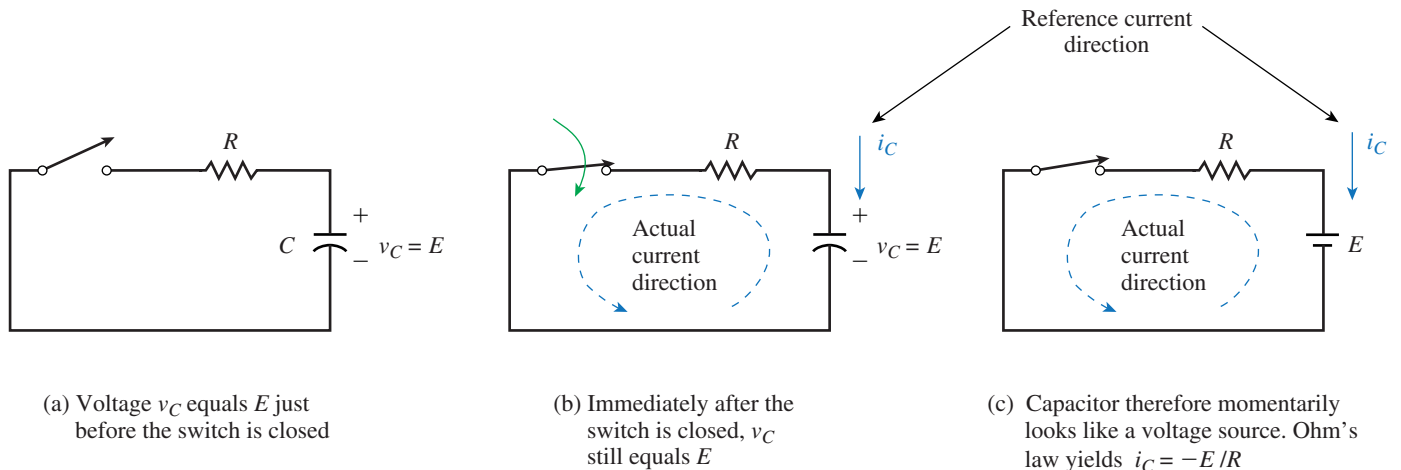 Reference current
direction
R
C
+
−
v_C = E
(a) Voltage v_C equals E just
before the switch is closed
R
i_C
Actual
current
direction
+
−
v_C = E
(b) Immediately after the
switch is closed, v_C
still equals E
R
i_C
Actual
current
direction
E
(c) Capacitor therefore momentarily
looks like a voltage source. Ohm's
law yields i_C = −E /R